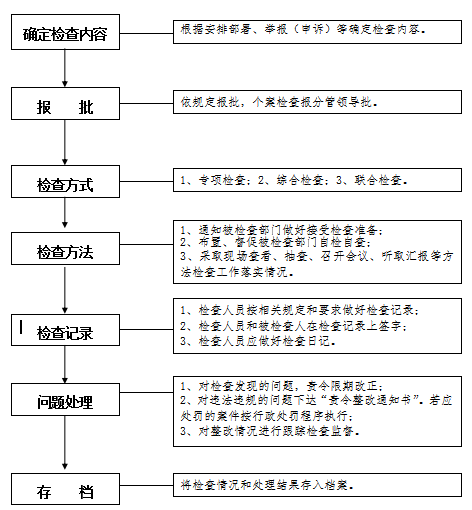 确定检查内容
根据安排部署、举报（申诉）等确定检查内容。
报　　批
依规定报批，个案检查报分管领导批。
检查方式
1、专项检查；2、综合检查；3、联合检查。
检查方法
1、通知被检查部门做好接受检查准备；
2、布置、督促被检查部门自检自查；
3、采取现场查看、抽查、召开会议、听取汇报等方
法检查工作落实情况。
检查记录
1、检查人员按相关规定和要求做好检查记录；
2、检查人员和被检查人在检查记录上签字；
3、检查人员应做好检查日记。
问题处理
1、对检查发现的问题，责令限期改正；
2、对违法违规的问题下达“责令整改通知书”。若应
处罚的案件按行政处罚程序执行；
3、对整改情况进行跟踪检查监督。
存　　档
将检查情况和处理结果存入档案。